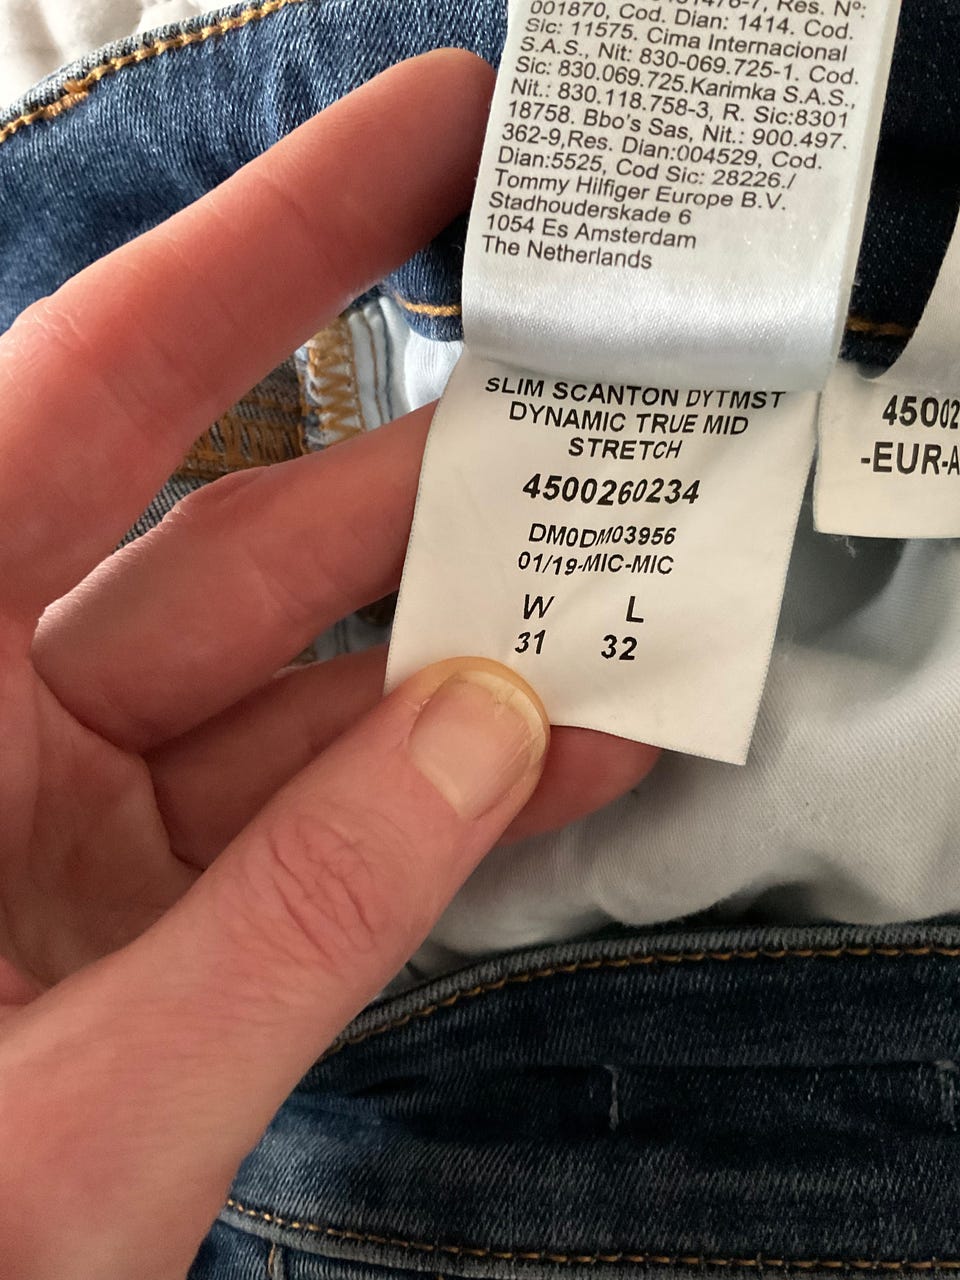 Res. Nº:
001870, Cod. Dian: 1414. Cod.
Sic: 11575. Cima Internacional
S.A.S., Nit: 830-069.725-1. Cod.
Sic: 830.069.725.Karimka S.A.S.,
Nit.: 830.118.758-3, R. Sic:8301
18758. Bbo's Sas, Nit.: 900.497.
362-9,Res. Dian:004529, Cod.
Dian:5525, Cod Sic: 28226./
Tommy Hilfiger Europe B.V.
Stadhouderskade 6
1054 Es Amsterdam
The Netherlands
SLIM SCANTON DYTMST
DYNAMIC TRUE MID
STRETCH
4500260234
DM0DM03956
01/19-MIC-MIC
W L
31 32
45002
-EUR-A